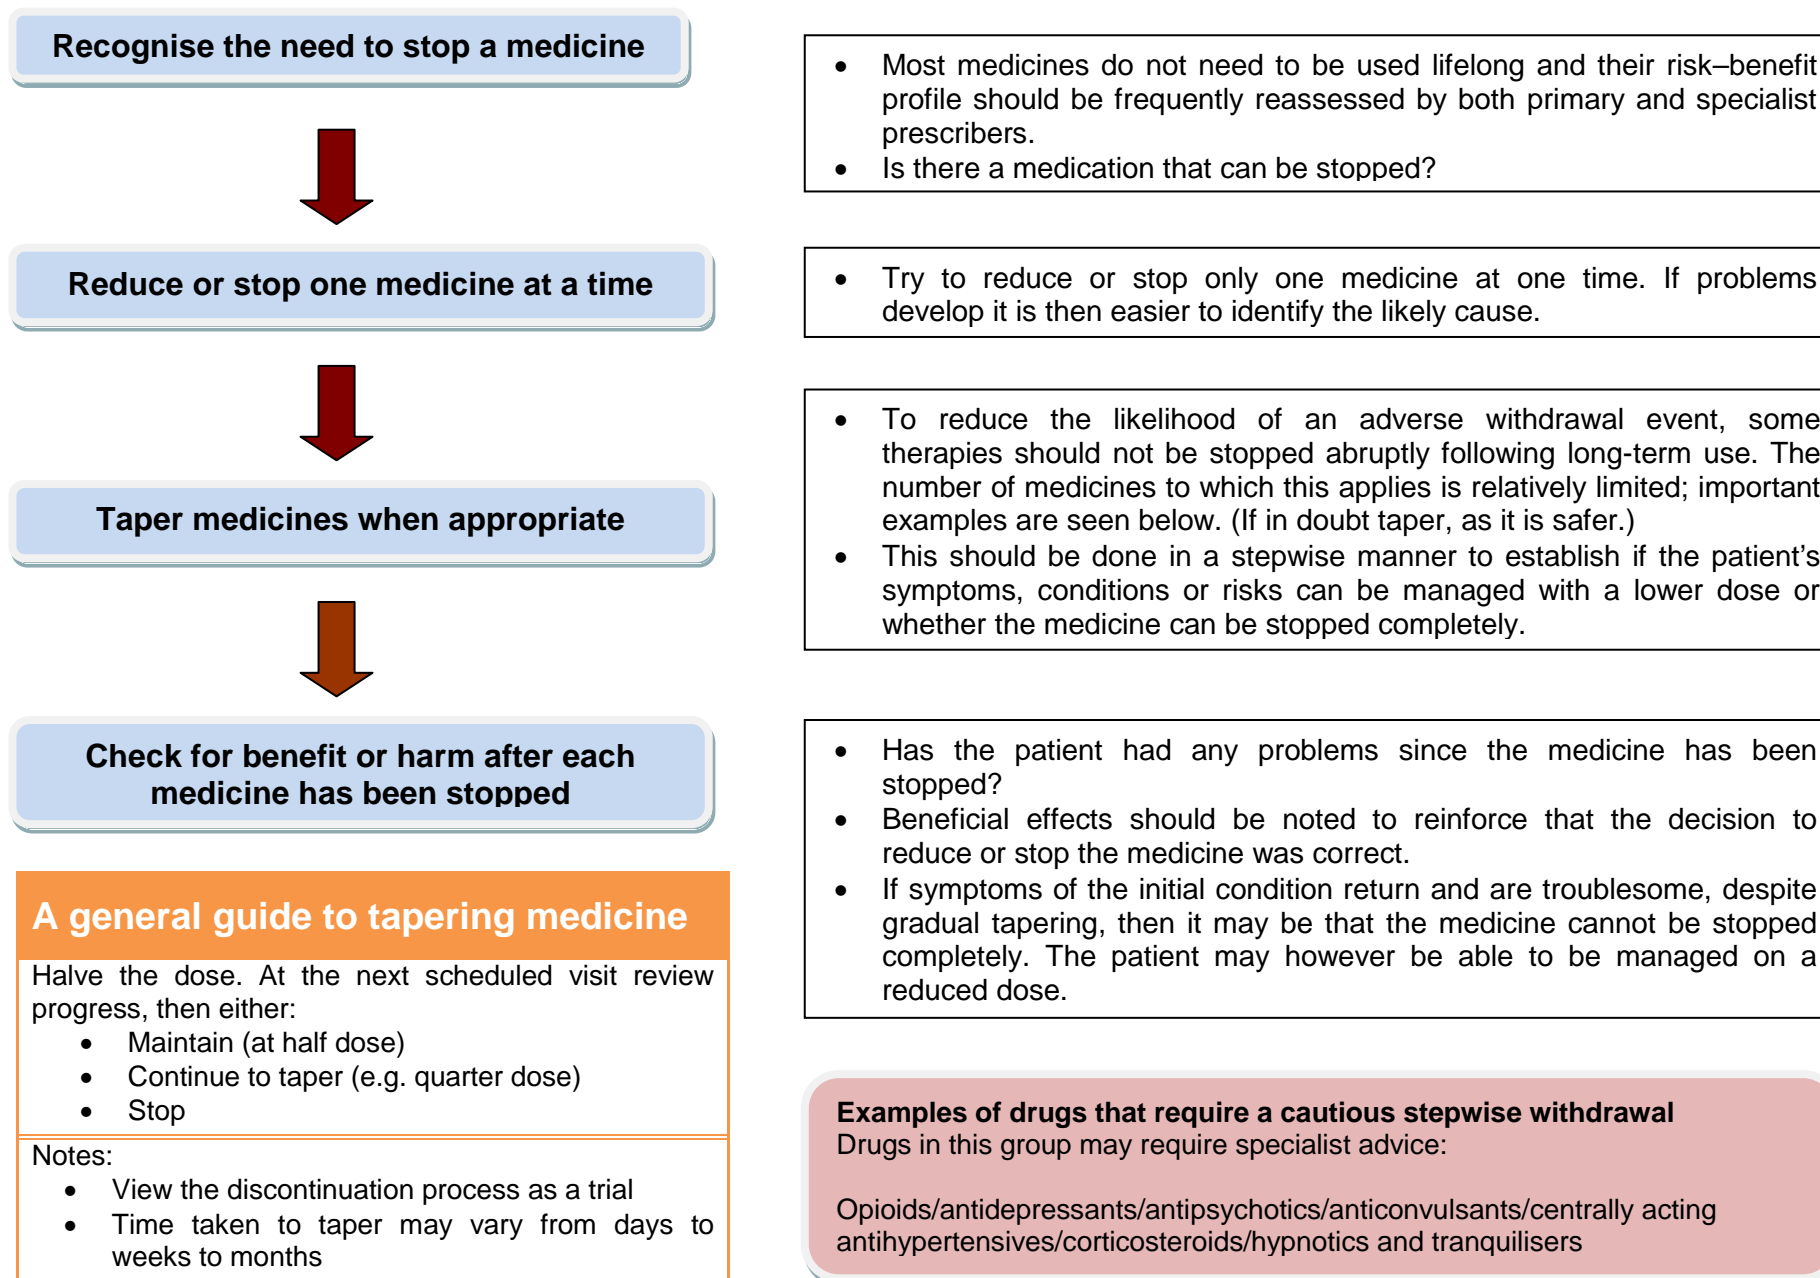 Recognise the need to stop a medicine
• Most medicines do not need to be used lifelong and their risk–benefit
profile should be frequently reassessed by both primary and specialist
prescribers.
• Is there a medication that can be stopped?
Reduce or stop one medicine at a time
• Try to reduce or stop only one medicine at one time. If problems
develop it is then easier to identify the likely cause.
Taper medicines when appropriate
• To reduce the likelihood of an adverse withdrawal event, some
therapies should not be stopped abruptly following long-term use. The
number of medicines to which this applies is relatively limited; important
examples are seen below. (If in doubt taper, as it is safer.)
• This should be done in a stepwise manner to establish if the patient’s
symptoms, conditions or risks can be managed with a lower dose or
whether the medicine can be stopped completely.
Check for benefit or harm after each
medicine has been stopped
• Has the patient had any problems since the medicine has been
stopped?
• Beneficial effects should be noted to reinforce that the decision to
reduce or stop the medicine was correct.
• If symptoms of the initial condition return and are troublesome, despite
gradual tapering, then it may be that the medicine cannot be stopped
completely. The patient may however be able to be managed on a
reduced dose.
A general guide to tapering medicine
Halve the dose. At the next scheduled visit review
progress, then either:
• Maintain (at half dose)
• Continue to taper (e.g. quarter dose)
• Stop
Notes:
• View the discontinuation process as a trial
• Time taken to taper may vary from days to
weeks to months
Examples of drugs that require a cautious stepwise withdrawal
Drugs in this group may require specialist advice:
Opioids/antidepressants/antipsychotics/anticonvulsants/centrally acting
antihypertensives/corticosteroids/hypnotics and tranquilisers